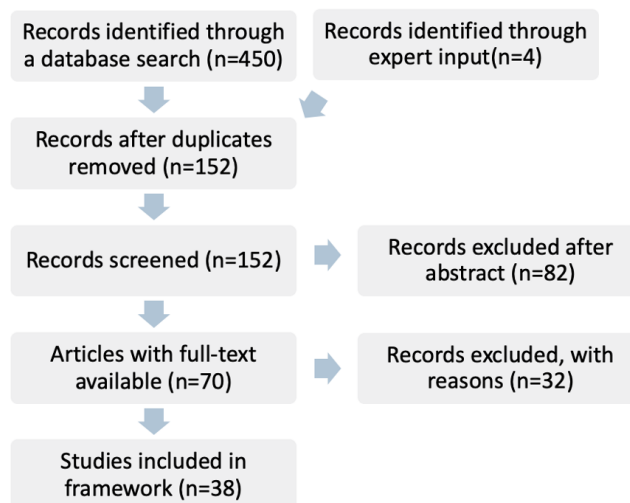 Records identified through
a database search (n=450)
Records identified through
expert input(n=4)
Records after duplicates
removed (n=152)
Records screened (n=152)
Records excluded after
abstract (n=82)
Articles with full-text
available (n=70)
Records excluded, with
reasons (n=32)
Studies included in
framework (n=38)